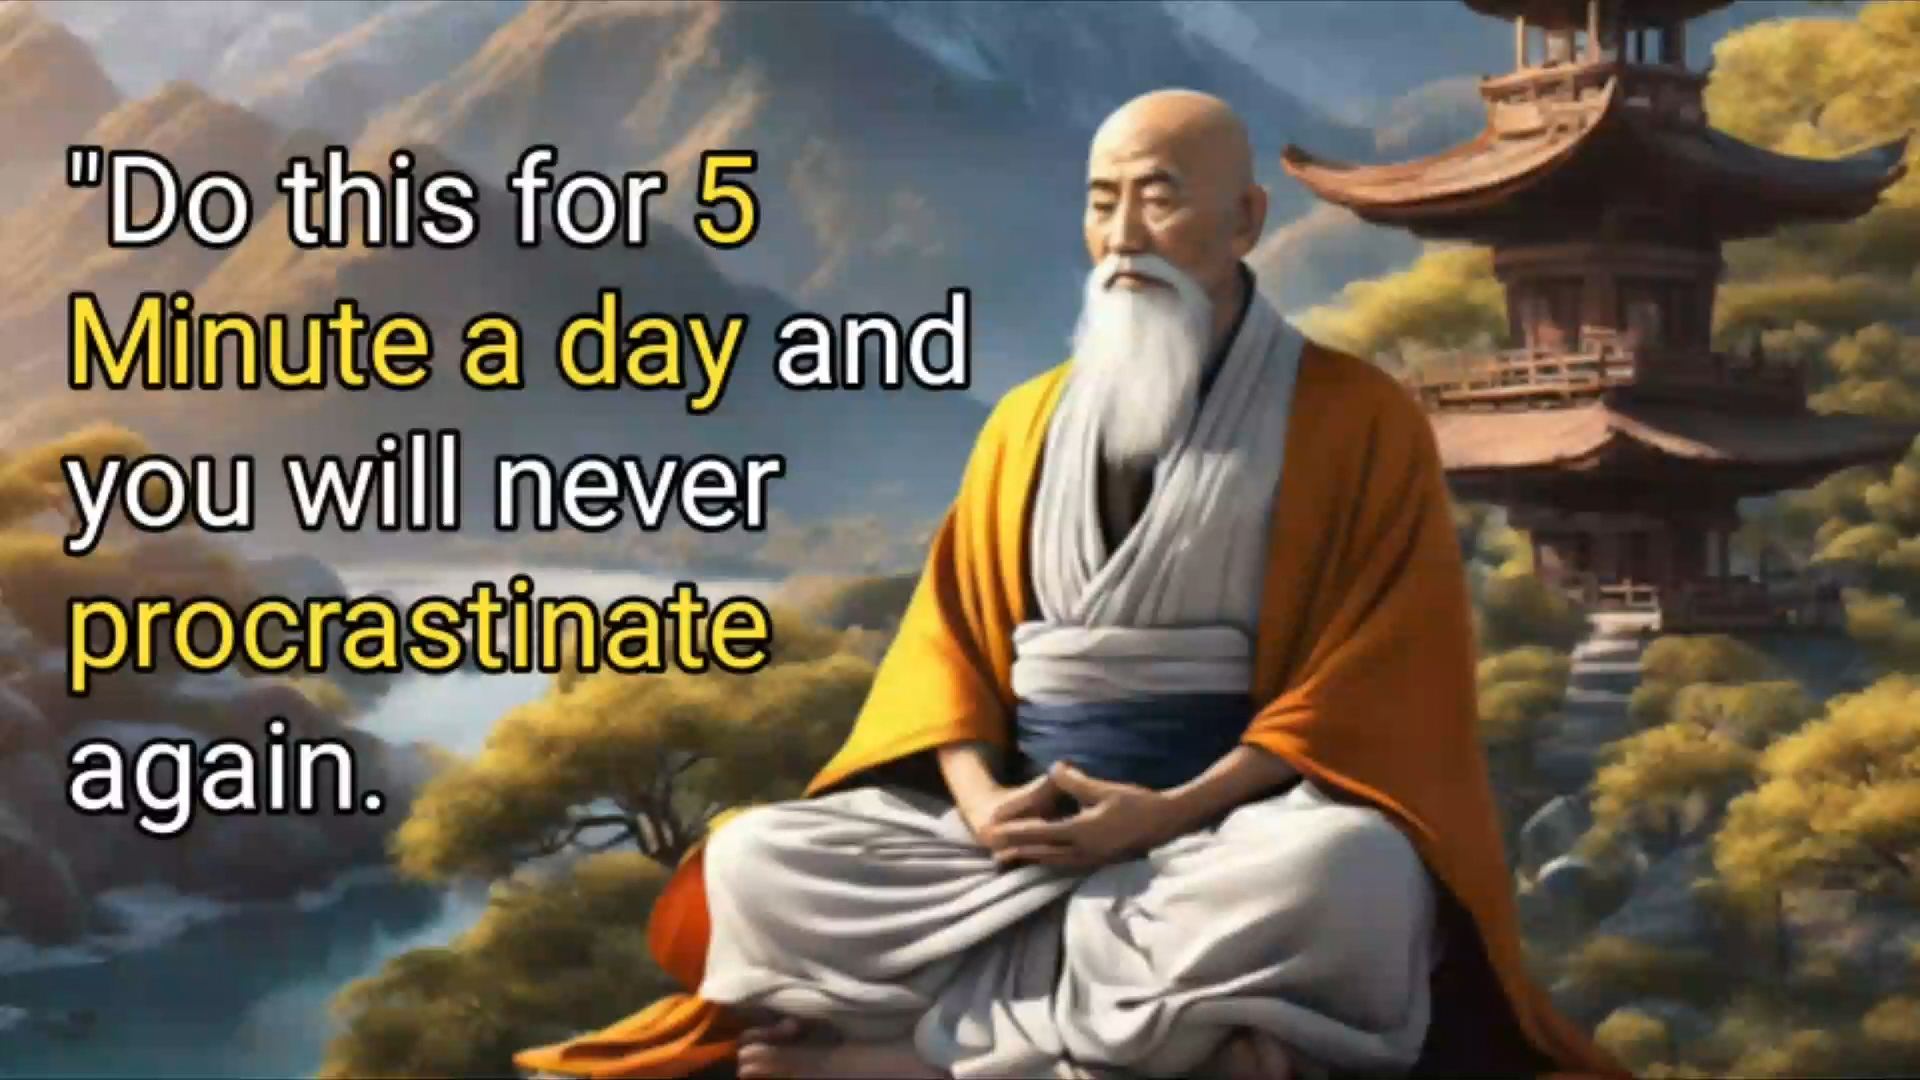 "Do this for 5
Minute a day and
you will never
procrastinate
again.